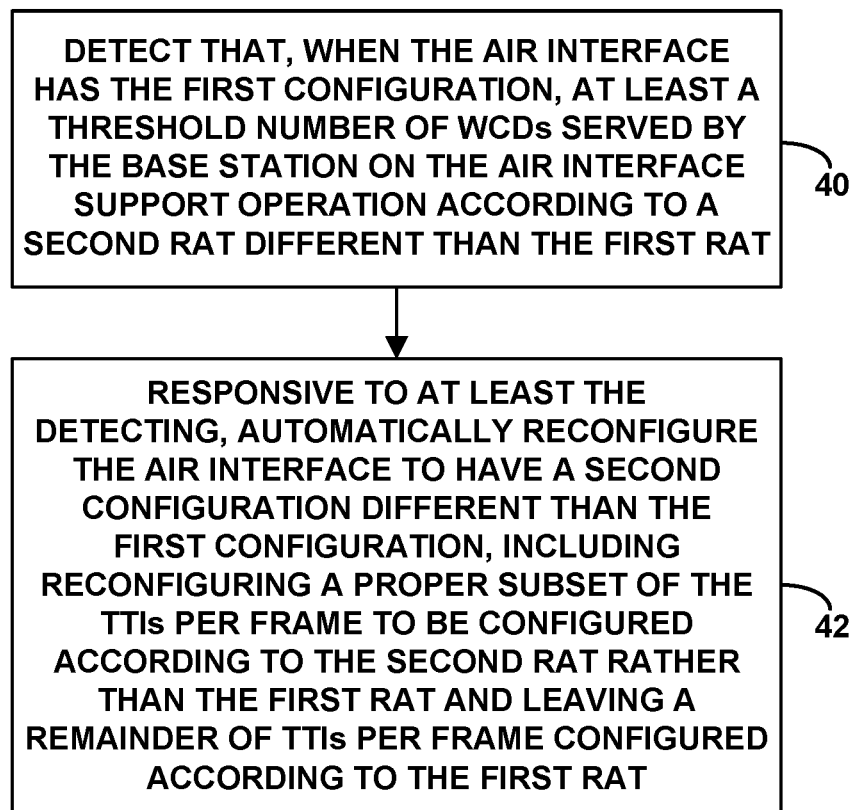 DETECT THAT, WHEN THE AIR INTERFACE
HAS THE FIRST CONFIGURATION, AT LEAST A
THRESHOLD NUMBER OF WCDs SERVED BY
THE BASE STATION ON THE AIR INTERFACE
SUPPORT OPERATION ACCORDING TO A
SECOND RAT DIFFERENT THAN THE FIRST RAT
40
RESPONSIVE TO AT LEAST THE
DETECTING, AUTOMATICALLY RECONFIGURE
THE AIR INTERFACE TO HAVE A SECOND
CONFIGURATION DIFFERENT THAN THE
FIRST CONFIGURATION, INCLUDING
RECONFIGURING A PROPER SUBSET OF THE
TTIs PER FRAME TO BE CONFIGURED
ACCORDING TO THE SECOND RAT RATHER
THAN THE FIRST RAT AND LEAVING A
REMAINDER OF TTIs PER FRAME CONFIGURED
ACCORDING TO THE FIRST RAT
42